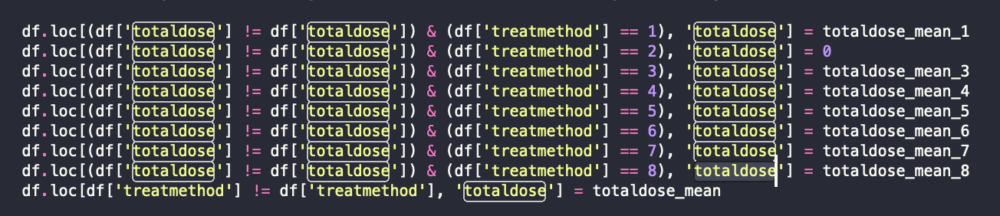 df.loc[(df['totaldose'] != df['totaldose']) & (df['treatmethod'] == 1), 'totaldose'] = totaldose_mean_1
df.loc[(df['totaldose'] != df['totaldose']) & (df['treatmethod'] == 2), 'totaldose'] = 0
df.loc[(df['totaldose'] != df['totaldose']) & (df['treatmethod'] == 3), 'totaldose'] = totaldose_mean_3
df.loc[(df['totaldose'] != df['totaldose']) & (df['treatmethod'] == 4), 'totaldose'] = totaldose_mean_4
df.loc[(df['totaldose'] != df['totaldose']) & (df['treatmethod'] == 5), 'totaldose'] = totaldose_mean_5
df.loc[(df['totaldose'] != df['totaldose']) & (df['treatmethod'] == 6), 'totaldose'] = totaldose_mean_6
df.loc[(df['totaldose'] != df['totaldose']) & (df['treatmethod'] == 7), 'totaldose'] = totaldose_mean_7
df.loc[(df['totaldose'] != df['totaldose']) & (df['treatmethod'] == 8), 'totaldose'] = totaldose_mean_8
df.loc[df['treatmethod'] != df['treatmethod'], 'totaldose'] = totaldose_mean